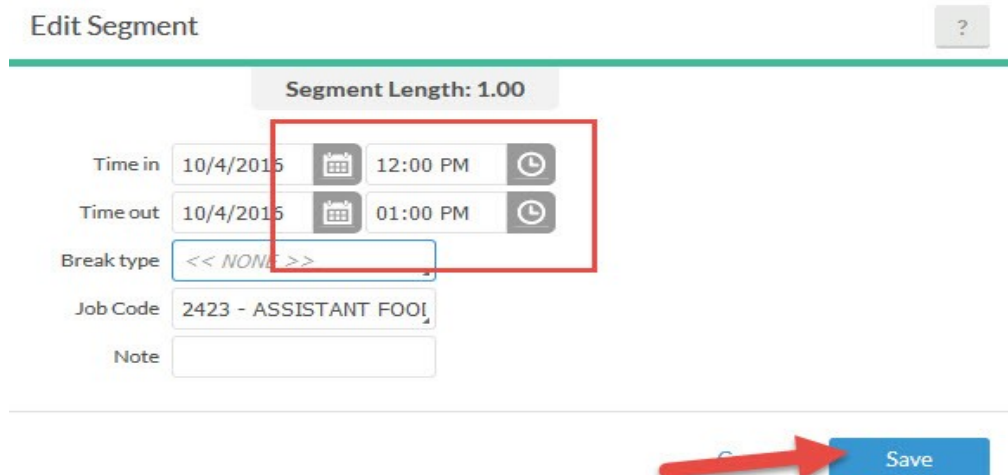 Edit Segment ?
Segment Length: 1.00
Time in 10/4/2016 12:00 PM
Time out 10/4/2016 01:00 PM
Break type << NONE >>
Job Code 2423 - ASSISTANT FOOD
Note
Save